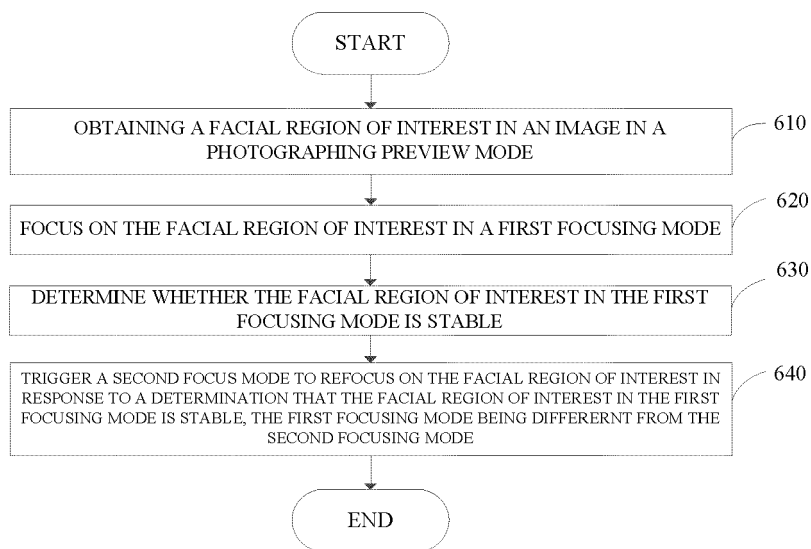 START
OBTAINING A FACIAL REGION OF INTEREST IN AN IMAGE IN A
PHOTOGRAPHING PREVIEW MODE
610
FOCUS ON THE FACIAL REGION OF INTEREST IN A FIRST FOCUSING MODE
620
DETERMINE WHETHER THE FACIAL REGION OF INTEREST IN THE FIRST
FOCUSING MODE IS STABLE
630
TRIGGER A SECOND FOCUS MODE TO REFOCUS ON THE FACIAL REGION OF INTEREST IN
RESPONSE TO A DETERMINATION THAT THE FACIAL REGION OF INTEREST IN THE FIRST
FOCUSING MODE IS STABLE, THE FIRST FOCUSING MODE BEING DIFFERERNT FROM THE
SECOND FOCUSING MODE
640
END